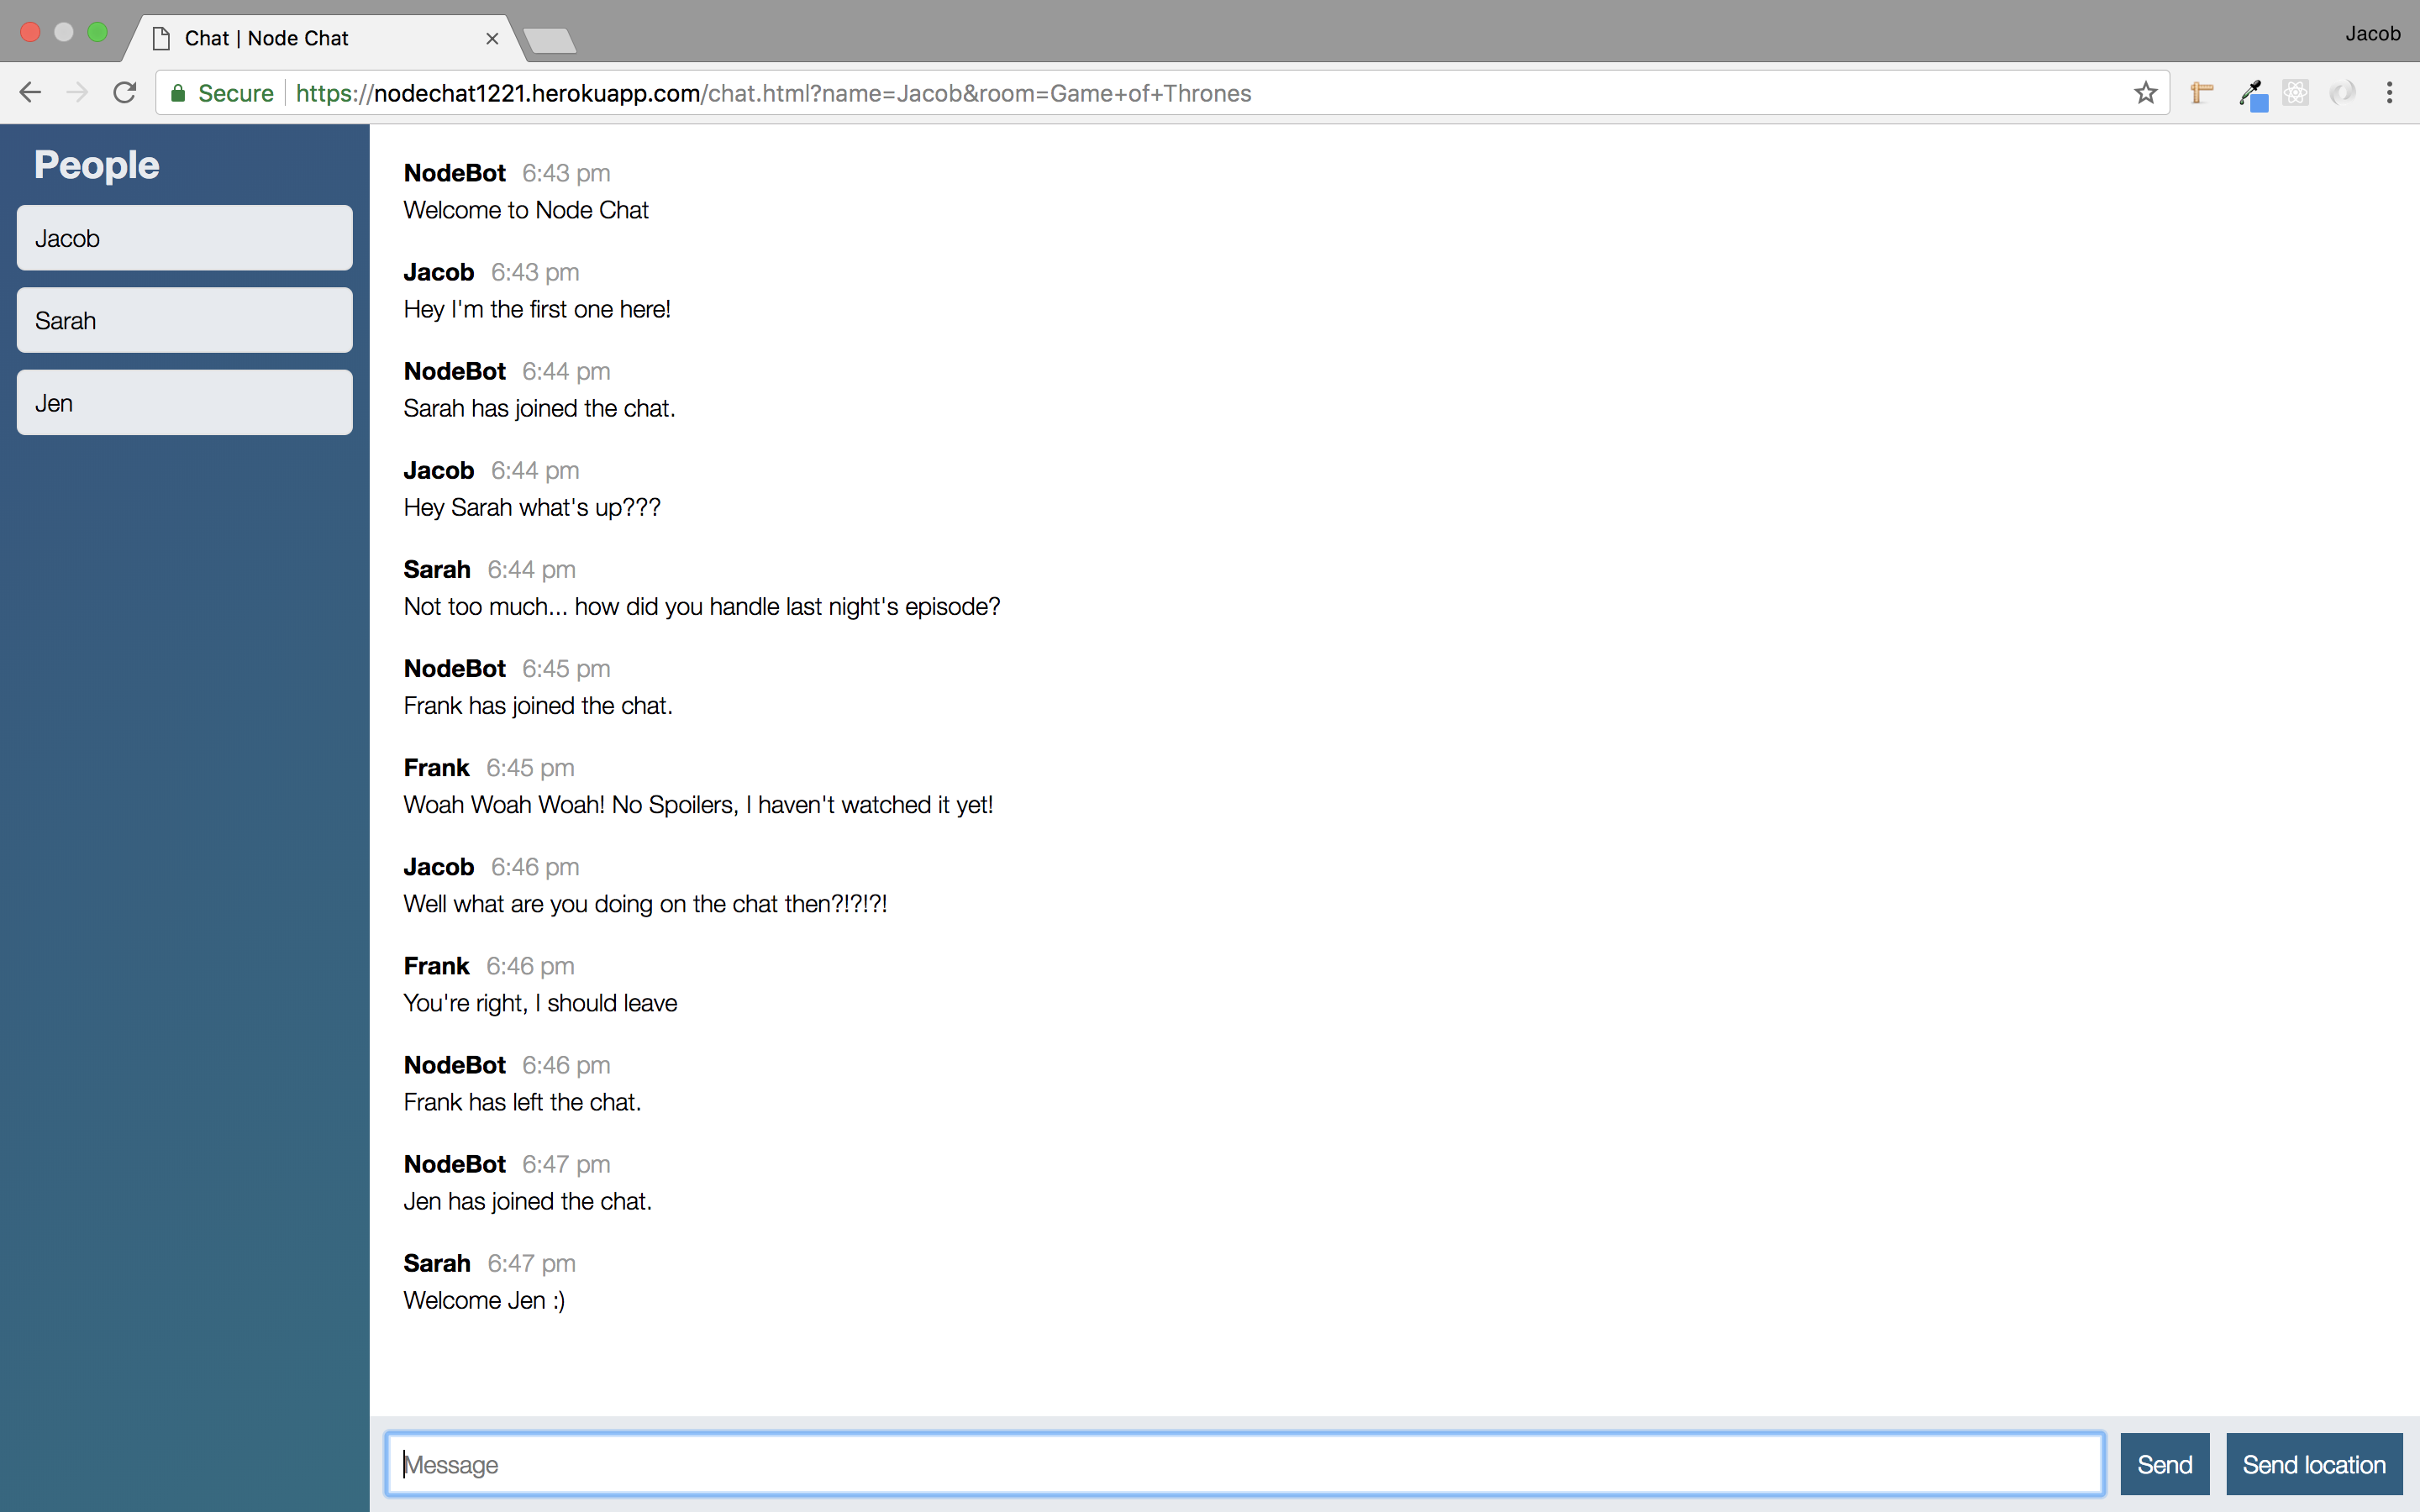 Chat | Node Chat
Jacob
Secure https://nodechat1221.herokuapp.com/chat.html?name=Jacob&room=Game+of+Thrones
People
Jacob
Sarah
Jen
NodeBot 6:43 pm
Welcome to Node Chat
Jacob 6:43 pm
Hey I'm the first one here!
NodeBot 6:44 pm
Sarah has joined the chat.
Jacob 6:44 pm
Hey Sarah what's up???
Sarah 6:44 pm
Not too much... how did you handle last night's episode?
NodeBot 6:45 pm
Frank has joined the chat.
Frank 6:45 pm
Woah Woah Woah! No Spoilers, I haven't watched it yet!
Jacob 6:46 pm
Well what are you doing on the chat then?!?!?!
Frank 6:46 pm
You're right, I should leave
NodeBot 6:46 pm
Frank has left the chat.
NodeBot 6:47 pm
Jen has joined the chat.
Sarah 6:47 pm
Welcome Jen :)
Message
Send
Send location